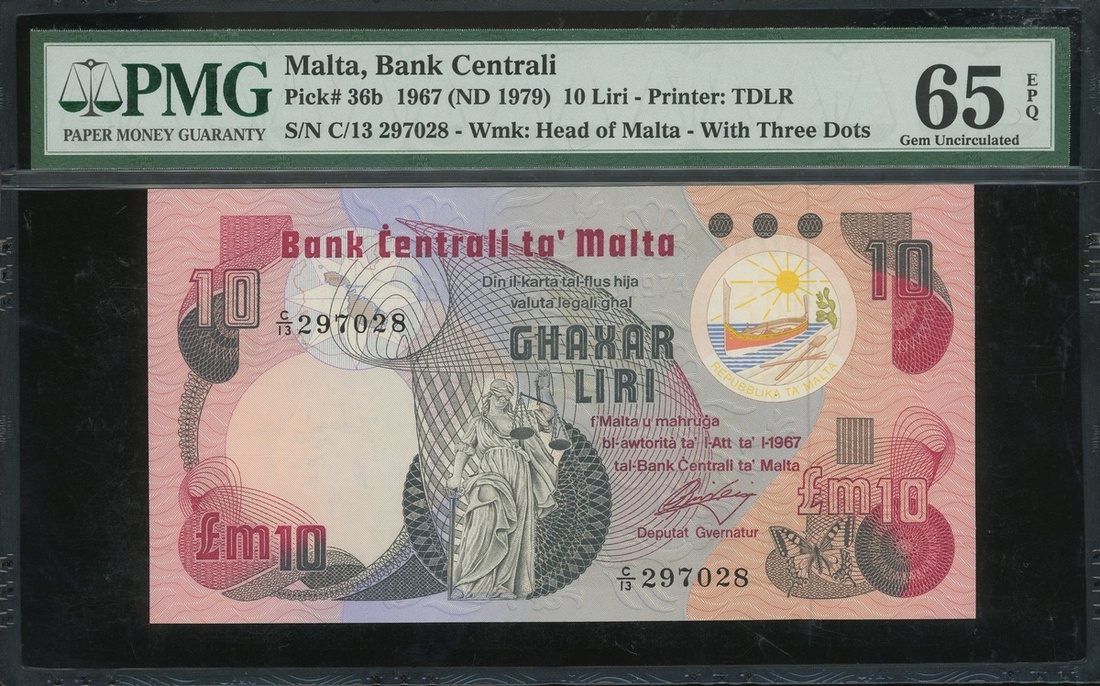 PMG
PAPER MONEY GUARANTY
Malta, Bank Centrali
Pick# 36b 1967 (ND 1979) 10 Liri - Printer: TDLR
S/N C/13 297028 - Wmk: Head of Malta - With Three Dots
65
EPQ
Gem Uncirculated
Bank Ċentrali ta' Malta
10
10
Din il-karta tal-flus hija
valuta legali għal
C/13 297028
GĦAXAR
LIRI
REPUBBLIKA TA' MALTA
f'Malta u maħruġa
bl-awtorità ta' l-Att ta' l-1967
tal-Bank Ċentrali ta' Malta
£m10
£m10
Deputat Gvernatur
C/13 297028